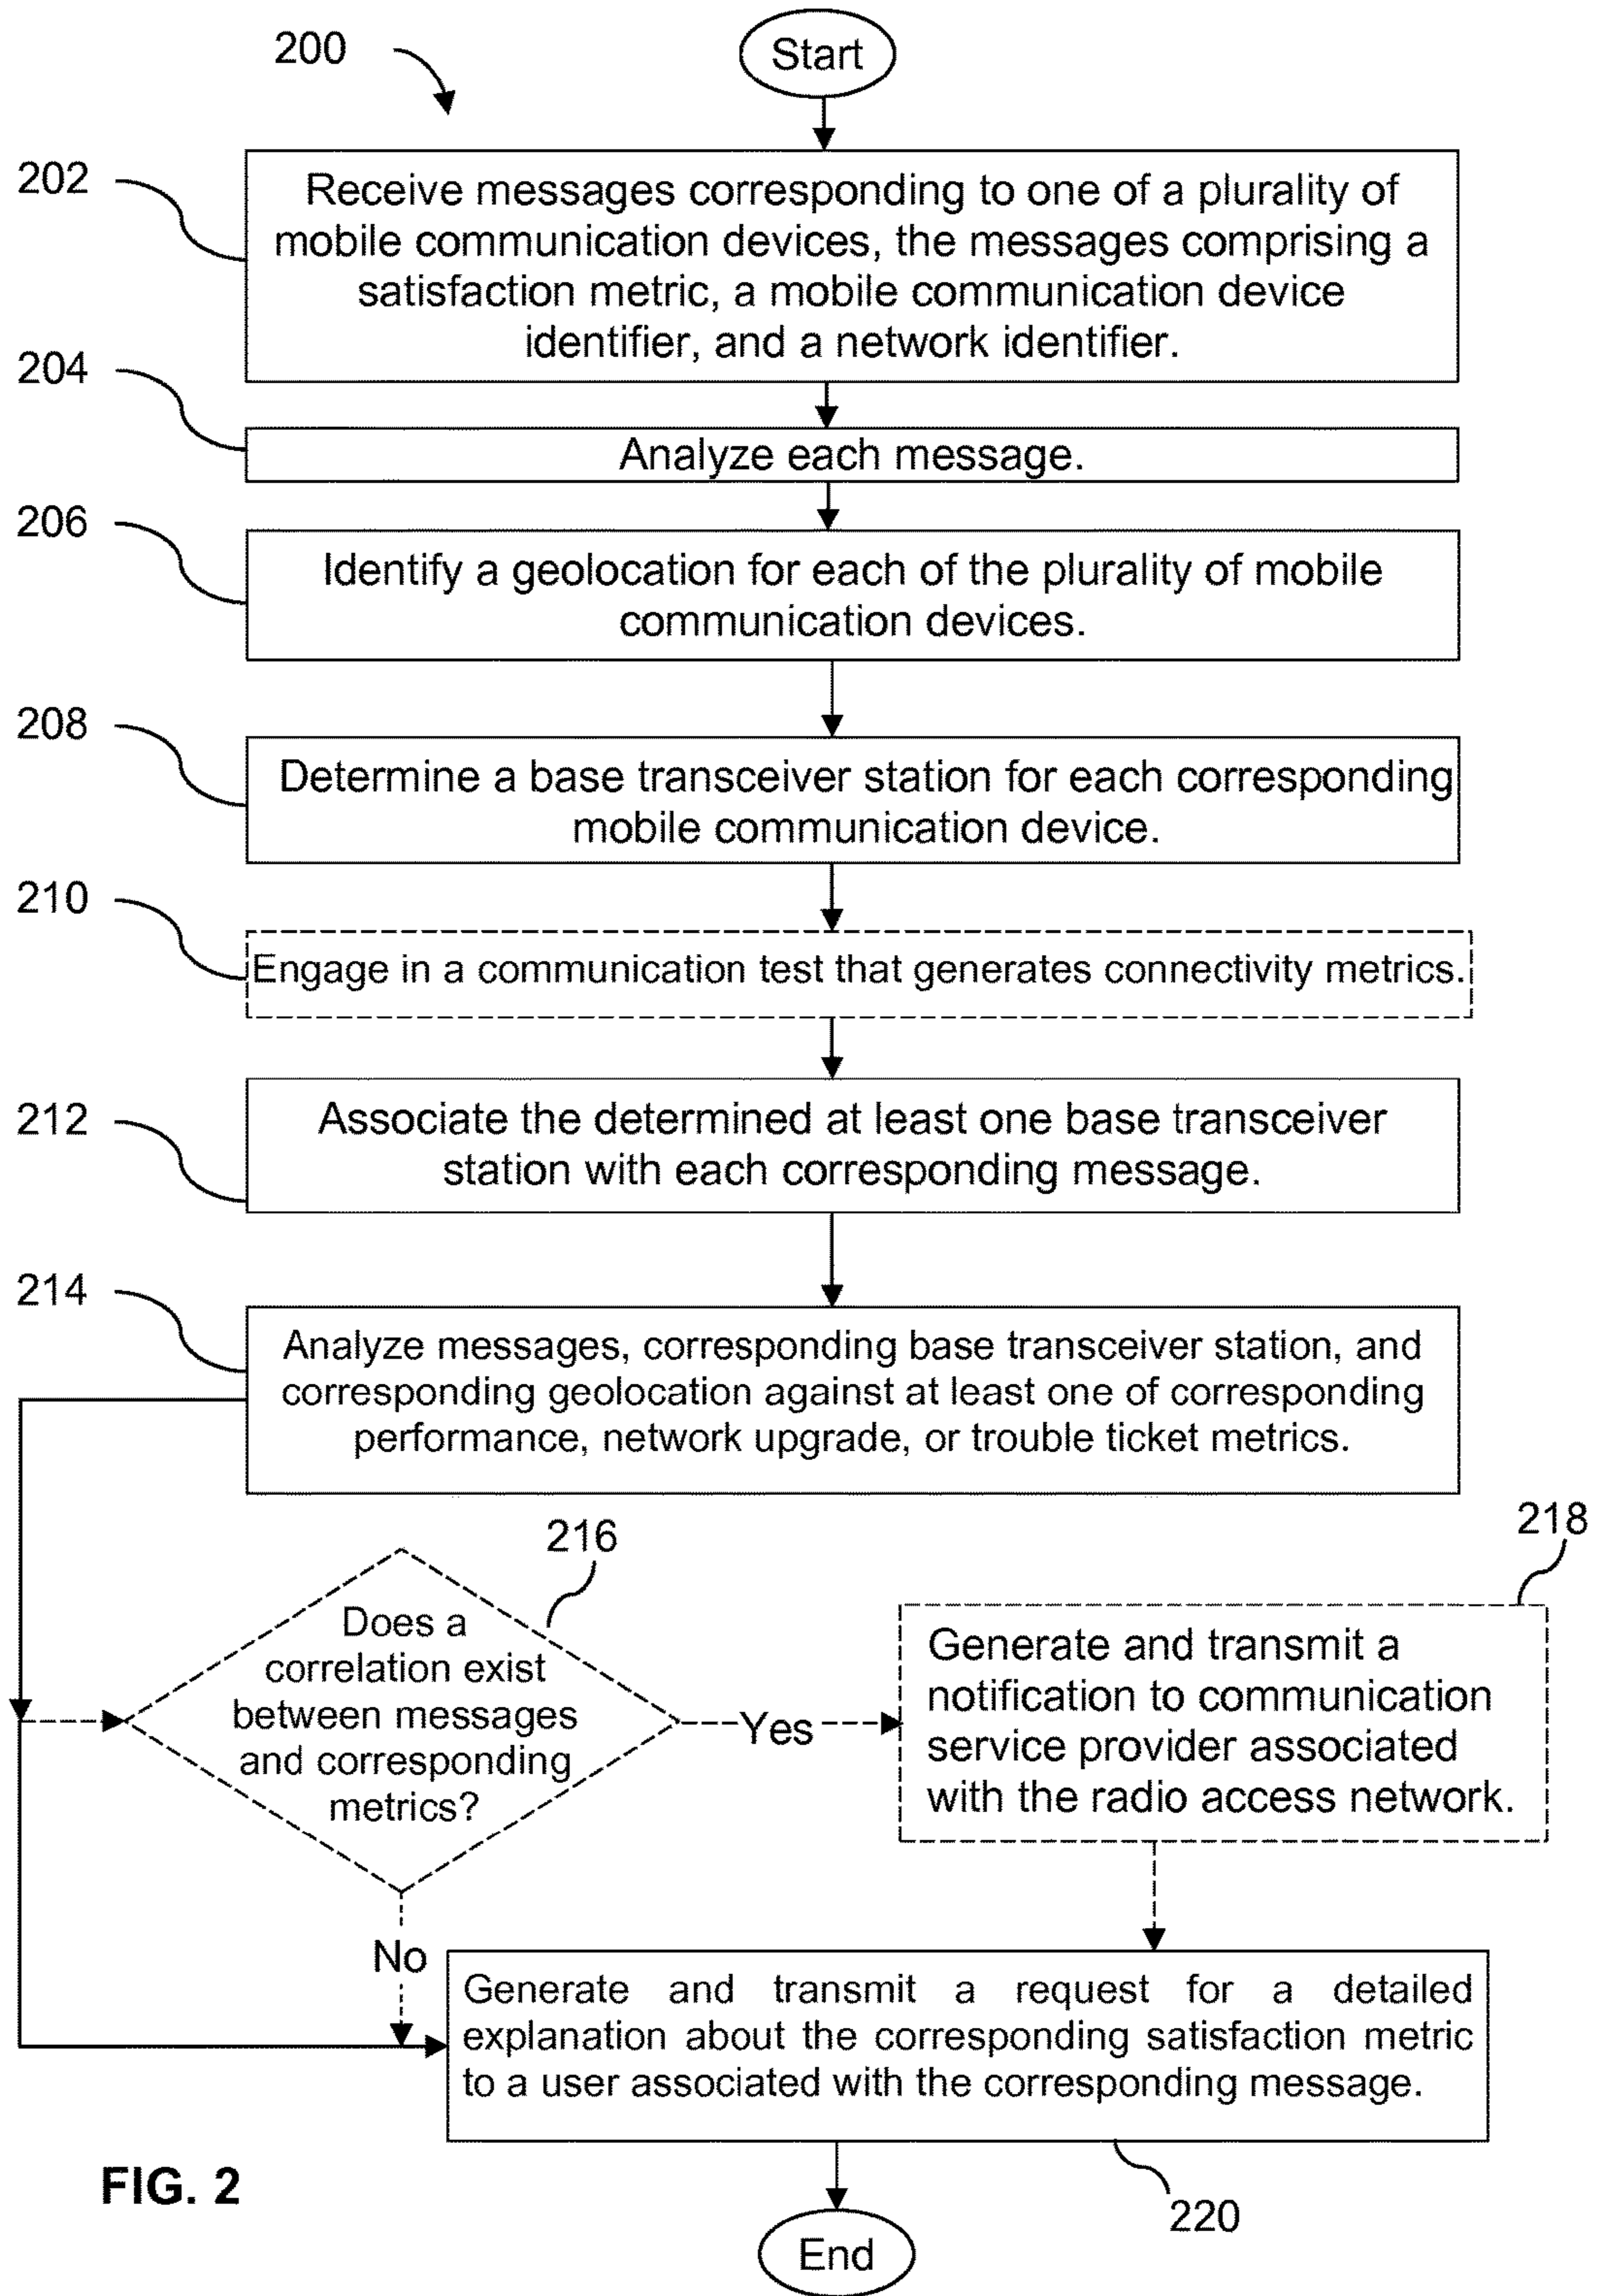 200
Start
202
Receive messages corresponding to one of a plurality of
mobile communication devices, the messages comprising a
satisfaction metric, a mobile communication device
identifier, and a network identifier.
204
Analyze each message.
206
Identify a geolocation for each of the plurality of mobile
communication devices.
208
Determine a base transceiver station for each corresponding
mobile communication device.
210
Engage in a communication test that generates connectivity metrics.
212
Associate the determined at least one base transceiver
station with each corresponding message.
214
Analyze messages, corresponding base transceiver station, and
corresponding geolocation against at least one of corresponding
performance, network upgrade, or trouble ticket metrics.
216
Does a
correlation exist
between messages
and corresponding
metrics?
Yes
218
Generate and transmit a
notification to communication
service provider associated
with the radio access network.
No
Generate and transmit a request for a detailed
explanation about the corresponding satisfaction metric
to a user associated with the corresponding message.
220
End
FIG. 2